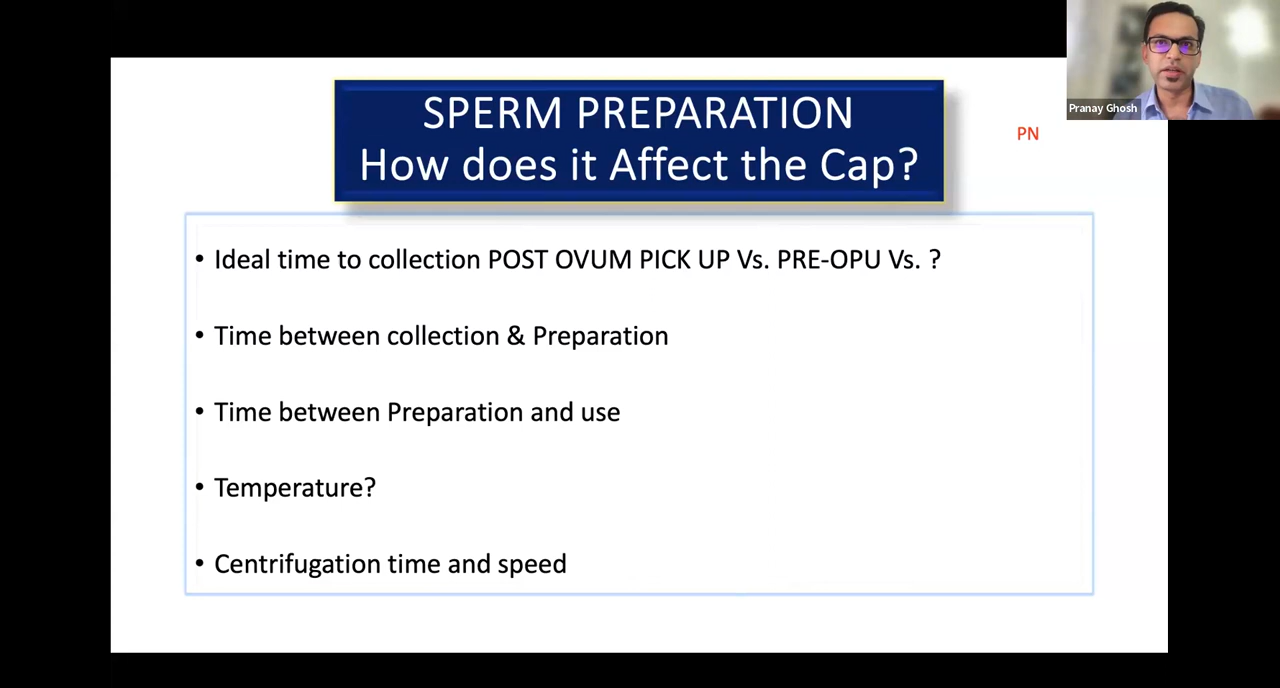 SPERM PREPARATION
How does it Affect the Cap?
Pranay Ghosh
PN
• Ideal time to collection POST OVUM PICK UP Vs. PRE-OPU Vs. ?
• Time between collection & Preparation
• Time between Preparation and use
• Temperature?
• Centrifugation time and speed